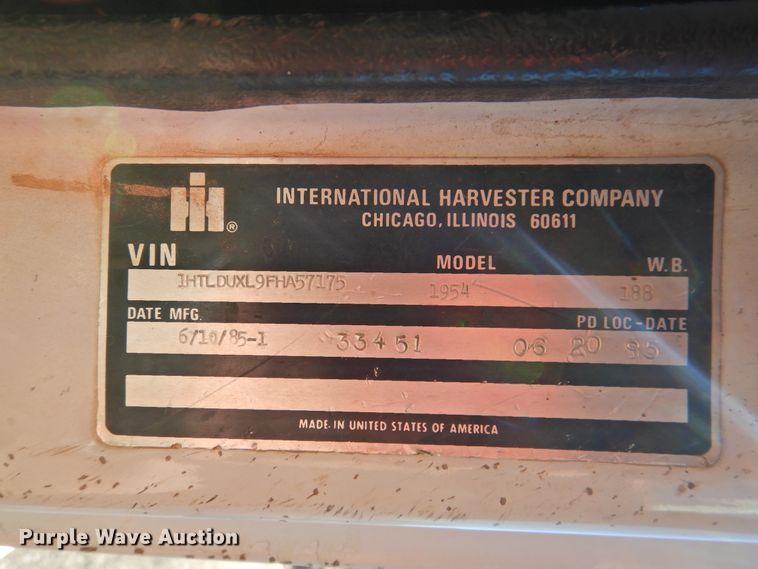 IH®
INTERNATIONAL HARVESTER COMPANY
CHICAGO, ILLINOIS 60611
VIN MODEL W.B.
1HTLDUXL9FHA57175 1954 188
DATE MFG. PD LOC-DATE
6/10/85-1 33451 06 20 85
MADE IN UNITED STATES OF AMERICA
Purple Wave Auction